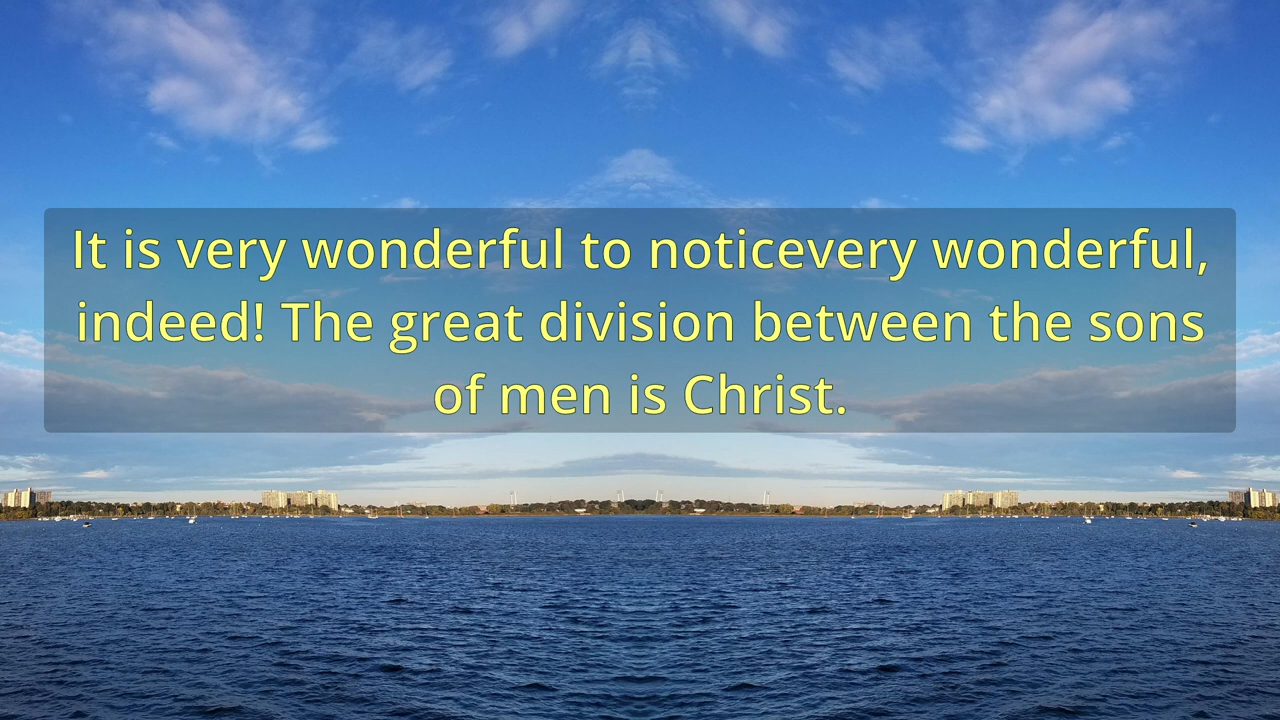 It is very wonderful to noticevery wonderful,
indeed! The great division between the sons
of men is Christ.